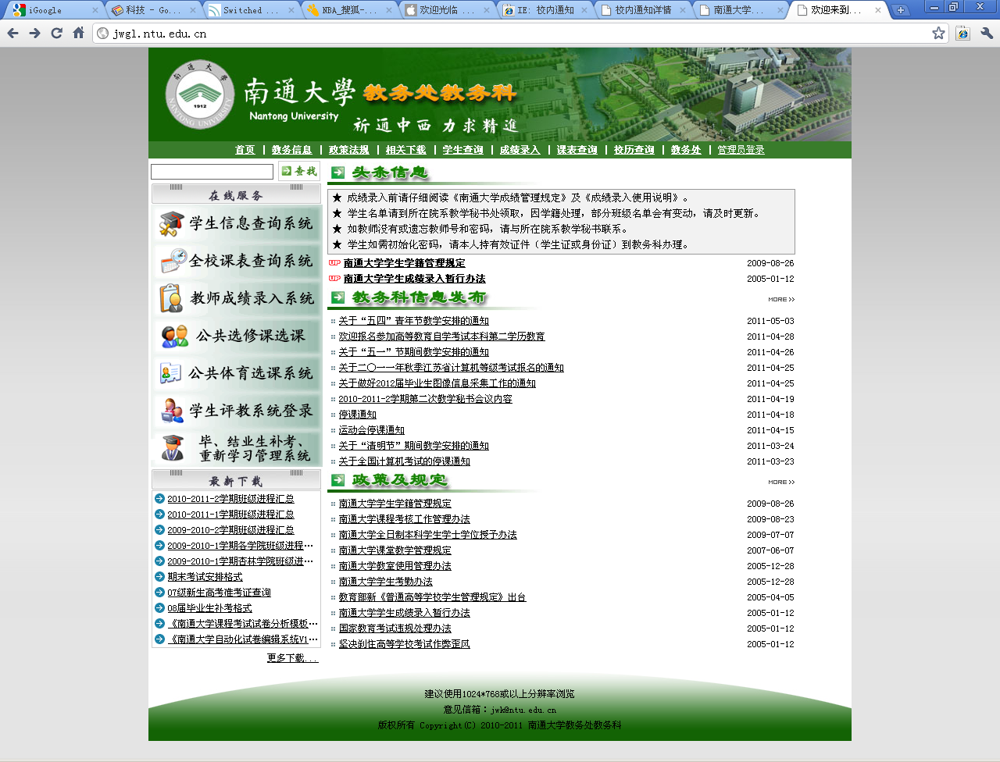 iGoogle
科技 - Go...
Switched ...
NBA_搜狐-...
欢迎光临 ...
IE: 校内通知
校内通知详情
南通大学...
欢迎来到...
jwgl.ntu.edu.cn
南通大学
NANTONG UNIVERSITY
1912
南通大學 教务处教务科
Nantong University
祈通中西 力求精進
首页 | 教务信息 | 政策法规 | 相关下载 | 学生查询 | 成绩录入 | 课表查询 | 校历查询 | 教务处 | 管理员登录
查找
在线服务
学生信息查询系统
全校课表查询系统
教师成绩录入系统
公共选修课选课
公共体育选课系统
学生评教系统登录
毕、结业生补考、
重新学习管理系统
最新下载
2010-2011-2学期班级进程汇总
2010-2011-1学期班级进程汇总
2009-2010-2学期班级进程汇总
2009-2010-1学期各学院班级进程…
2009-2010-1学期杏林学院班级进…
期末考试安排格式
07级新生高考准考证查询
08届毕业生补考格式
《南通大学课程考试试卷分析模板…
《南通大学自动化试卷编辑系统V1…
更多下载...
头条信息
★ 成绩录入前请仔细阅读《南通大学成绩管理规定》及《成绩录入使用说明》。
★ 学生名单请到所在院系教学秘书处领取，因学籍处理，部分班级名单会有变动，请及时更新。
★ 如教师没有或遗忘教师号和密码，请与所在院系教学秘书联系。
★ 学生如需初始化密码，请本人持有效证件（学生证或身份证）到教务科办理。
UP 南通大学学生学籍管理规定 2009-08-26
UP 南通大学学生成绩录入暂行办法 2005-01-12
教务科信息发布 MORE >>
关于“五四”青年节教学安排的通知 2011-05-03
欢迎报名参加高等教育自学考试本科第二学历教育 2011-04-28
关于“五一”节期间教学安排的通知 2011-04-26
关于二〇一一年秋季江苏省计算机等级考试报名的通知 2011-04-25
关于做好2012届毕业生图像信息采集工作的通知 2011-04-25
2010-2011-2学期第二次教学秘书会议内容 2011-04-19
停课通知 2011-04-18
运动会停课通知 2011-04-15
关于“清明节”期间教学安排的通知 2011-03-24
关于全国计算机考试的停课通知 2011-03-23
政策及规定 MORE >>
南通大学学生学籍管理规定 2009-08-26
南通大学课程考核工作管理办法 2009-08-23
南通大学全日制本科学生学士学位授予办法 2009-07-07
南通大学课堂教学管理规定 2007-06-07
南通大学教室使用管理办法 2005-12-28
南通大学学生考勤办法 2005-12-28
教育部新《普通高等学校学生管理规定》出台 2005-04-05
南通大学学生成绩录入暂行办法 2005-01-12
国家教育考试违规处理办法 2005-01-12
坚决刹住高等学校考试作弊歪风 2005-01-12
建议使用1024*768或以上分辨率浏览
意见信箱：jwk@ntu.edu.cn
版权所有 Copyright(C) 2010-2011 南通大学教务处教务科